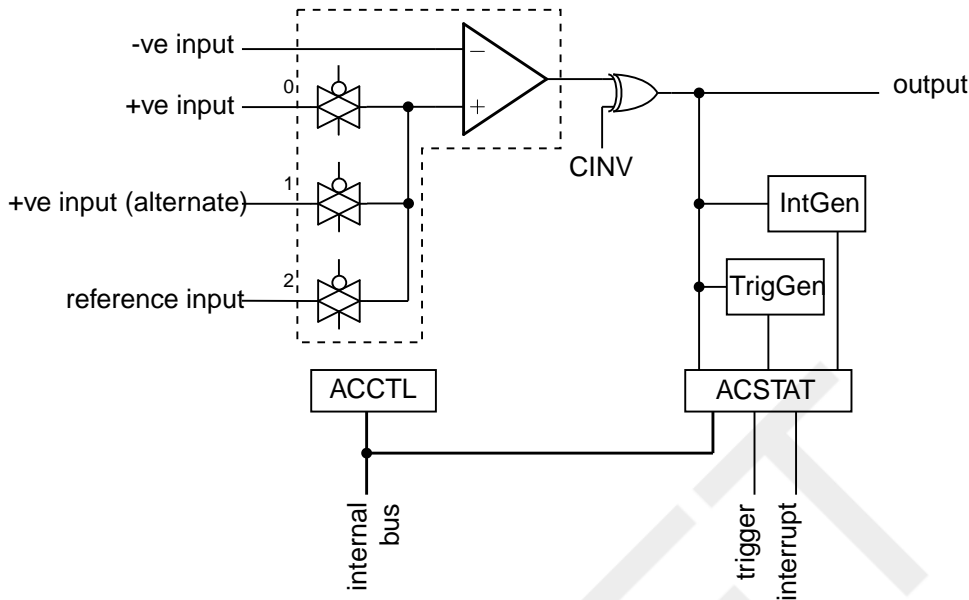 -ve input
output
0
+ve input
−
+
CINV
1
+ve input (alternate)
IntGen
2
reference input
TrigGen
ACCTL
ACSTAT
internal
bus
trigger
interrupt